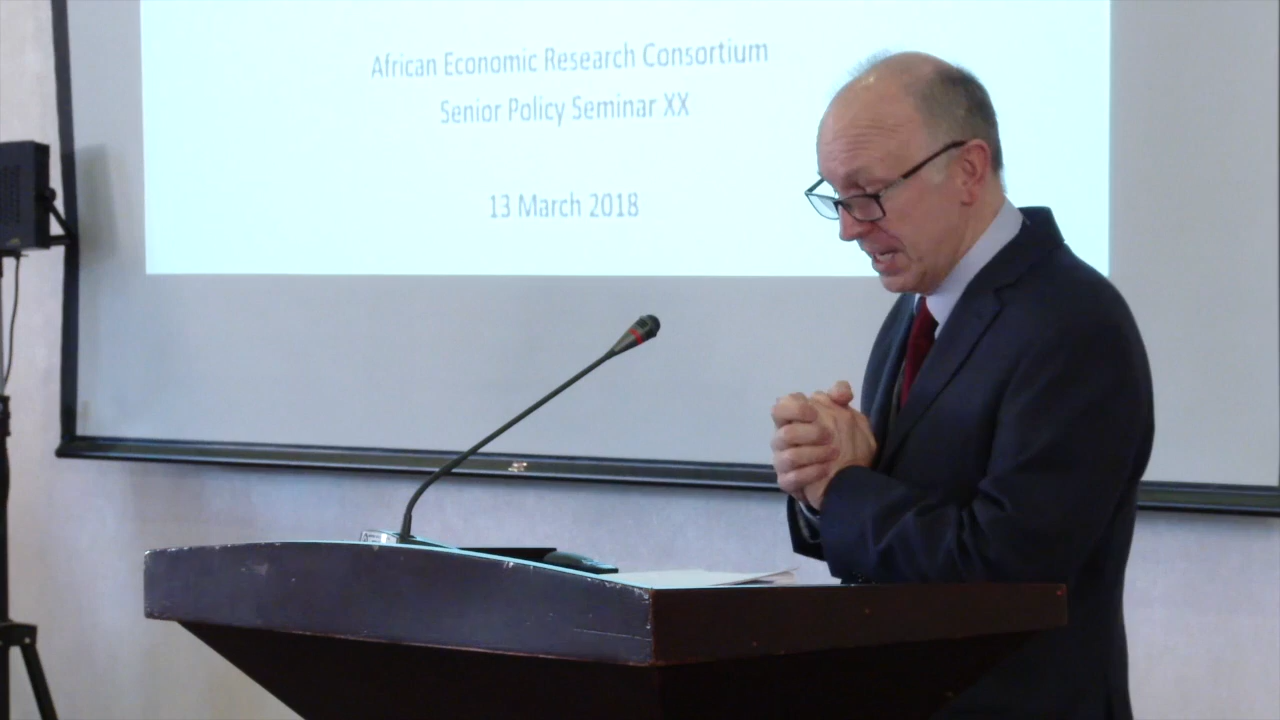 African Economic Research Consortium
Senior Policy Seminar XX
13 March 2018